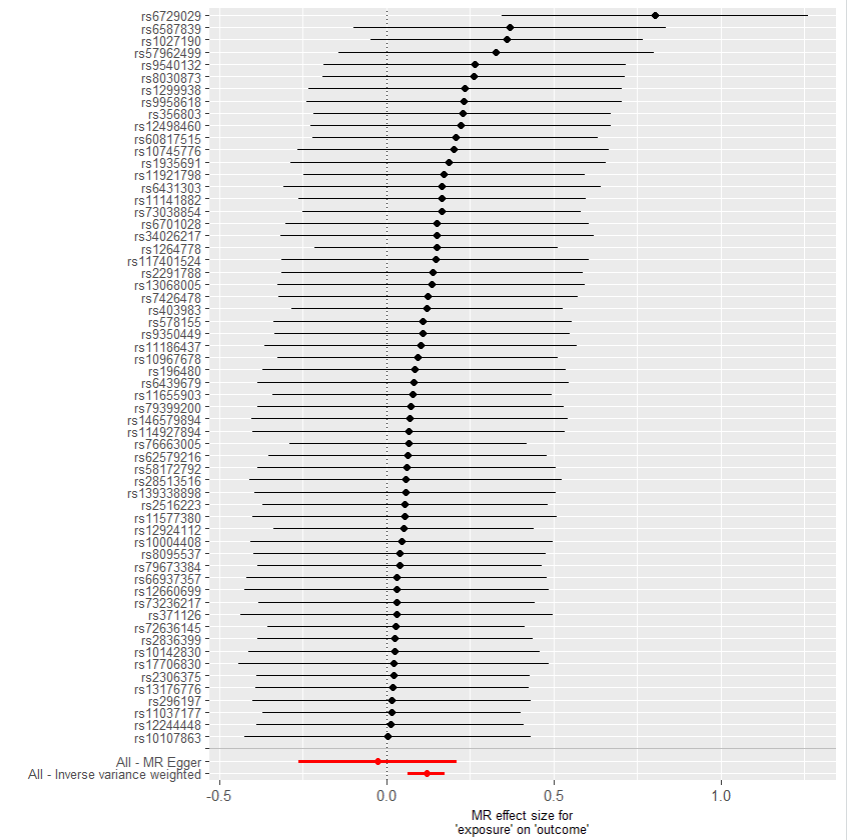 rs6729029
rs6587839
rs1027190
rs57962499
rs9540132
rs8030873
rs1299938
rs9958618
rs356803
rs12498460
rs60817515
rs10745776
rs1935691
rs11921798
rs6431303
rs11141882
rs73038854
rs6701028
rs34026217
rs1264778
rs117401524
rs2291788
rs13068005
rs7426478
rs403983
rs578155
rs9350449
rs11186437
rs10967678
rs196480
rs6439679
rs11655903
rs79399200
rs146579894
rs114927894
rs76663005
rs62579216
rs58172792
rs28513516
rs139338898
rs2516223
rs11577380
rs12924112
rs10004408
rs8095537
rs79673384
rs66937357
rs12660699
rs73236217
rs371126
rs72636145
rs2836399
rs10142830
rs17706830
rs2306375
rs13176776
rs296197
rs11037177
rs12244448
rs10107863
All - MR Egger
All - Inverse variance weighted
-0.5 0.0 0.5 1.0
MR effect size for
'exposure' on 'outcome'